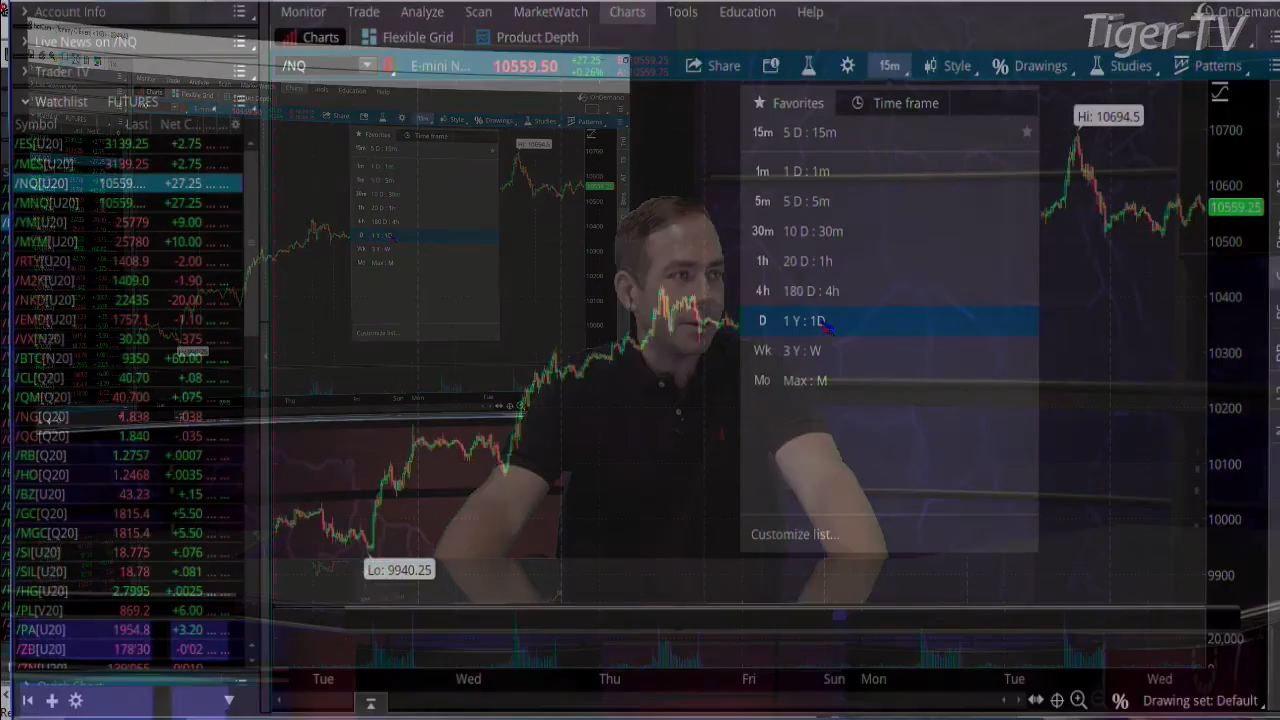 Account Info
Monitor Trade Analyze Scan MarketWatch Charts Tools Education Help
OnDemand
Tiger-TV
Live News on /NQ
Charts Flexible Grid Product Depth
Trader TV
/NQ E-mini N... 10559.50 +27.25 +0.26% B: 10559.25 A: 10559.75 Share 15m Style Drawings Studies Patterns
Watchlist FUTURES
Symbol Last Net C...
/ES[U20] 3139.25 +2.75
/MES[U20] 3139.25 +2.75
/NQ[U20] 10559.... +27.25
/MNQ[U20] 10559.... +27.25
/YM[U20] 25779 +9.00
/MYM[U20] 25780 +10.00
/RTY[U20] 1408.9 -2.00
/M2K[U20] 1409.0 -1.90
/NKD[U20] 22435 -20.00
/EMD[U20] 1757... -1.10
/VX[N20] 30.20 -.375
/BTC[N20] 9350 +60.00
/CL[Q20] 40.70 +.08
/QM[Q20] 40.700 +.075
/NG[Q20] 1.838 -.038
/QG[Q20] 1.840 -.035
/RB[Q20] 1.2757 +.0007
/HO[Q20] 1.2468 +.0035
/BZ[U20] 43.23 +.15
/GC[Q20] 1815.4 +5.50
/MGC[Q20] 1815.4 +5.50
/SI[U20] 18.775 +.076
/SIL[U20] 18.78 +.081
/HG[U20] 2.7995 +.0025
/PL[V20] 869.2 +6.00
/PA[U20] 1954.8 +3.20
/ZB[U20] 178'30 -0'02
Favorites Time frame
15m 5 D : 15m
1m 1 D : 1m
5m 5 D : 5m
30m 10 D : 30m
1h 20 D : 1h
4h 180 D : 4h
D 1 Y : 1D
Wk 3 Y : W
Mo Max : M
Customize list...
Hi: 10694.5
Lo: 9940.25
10700
10600
10559.25
10500
10400
10300
10200
10100
10000
9900
20,000
Tue Wed Thu Fri Sun Mon Tue Wed
Drawing set: Default